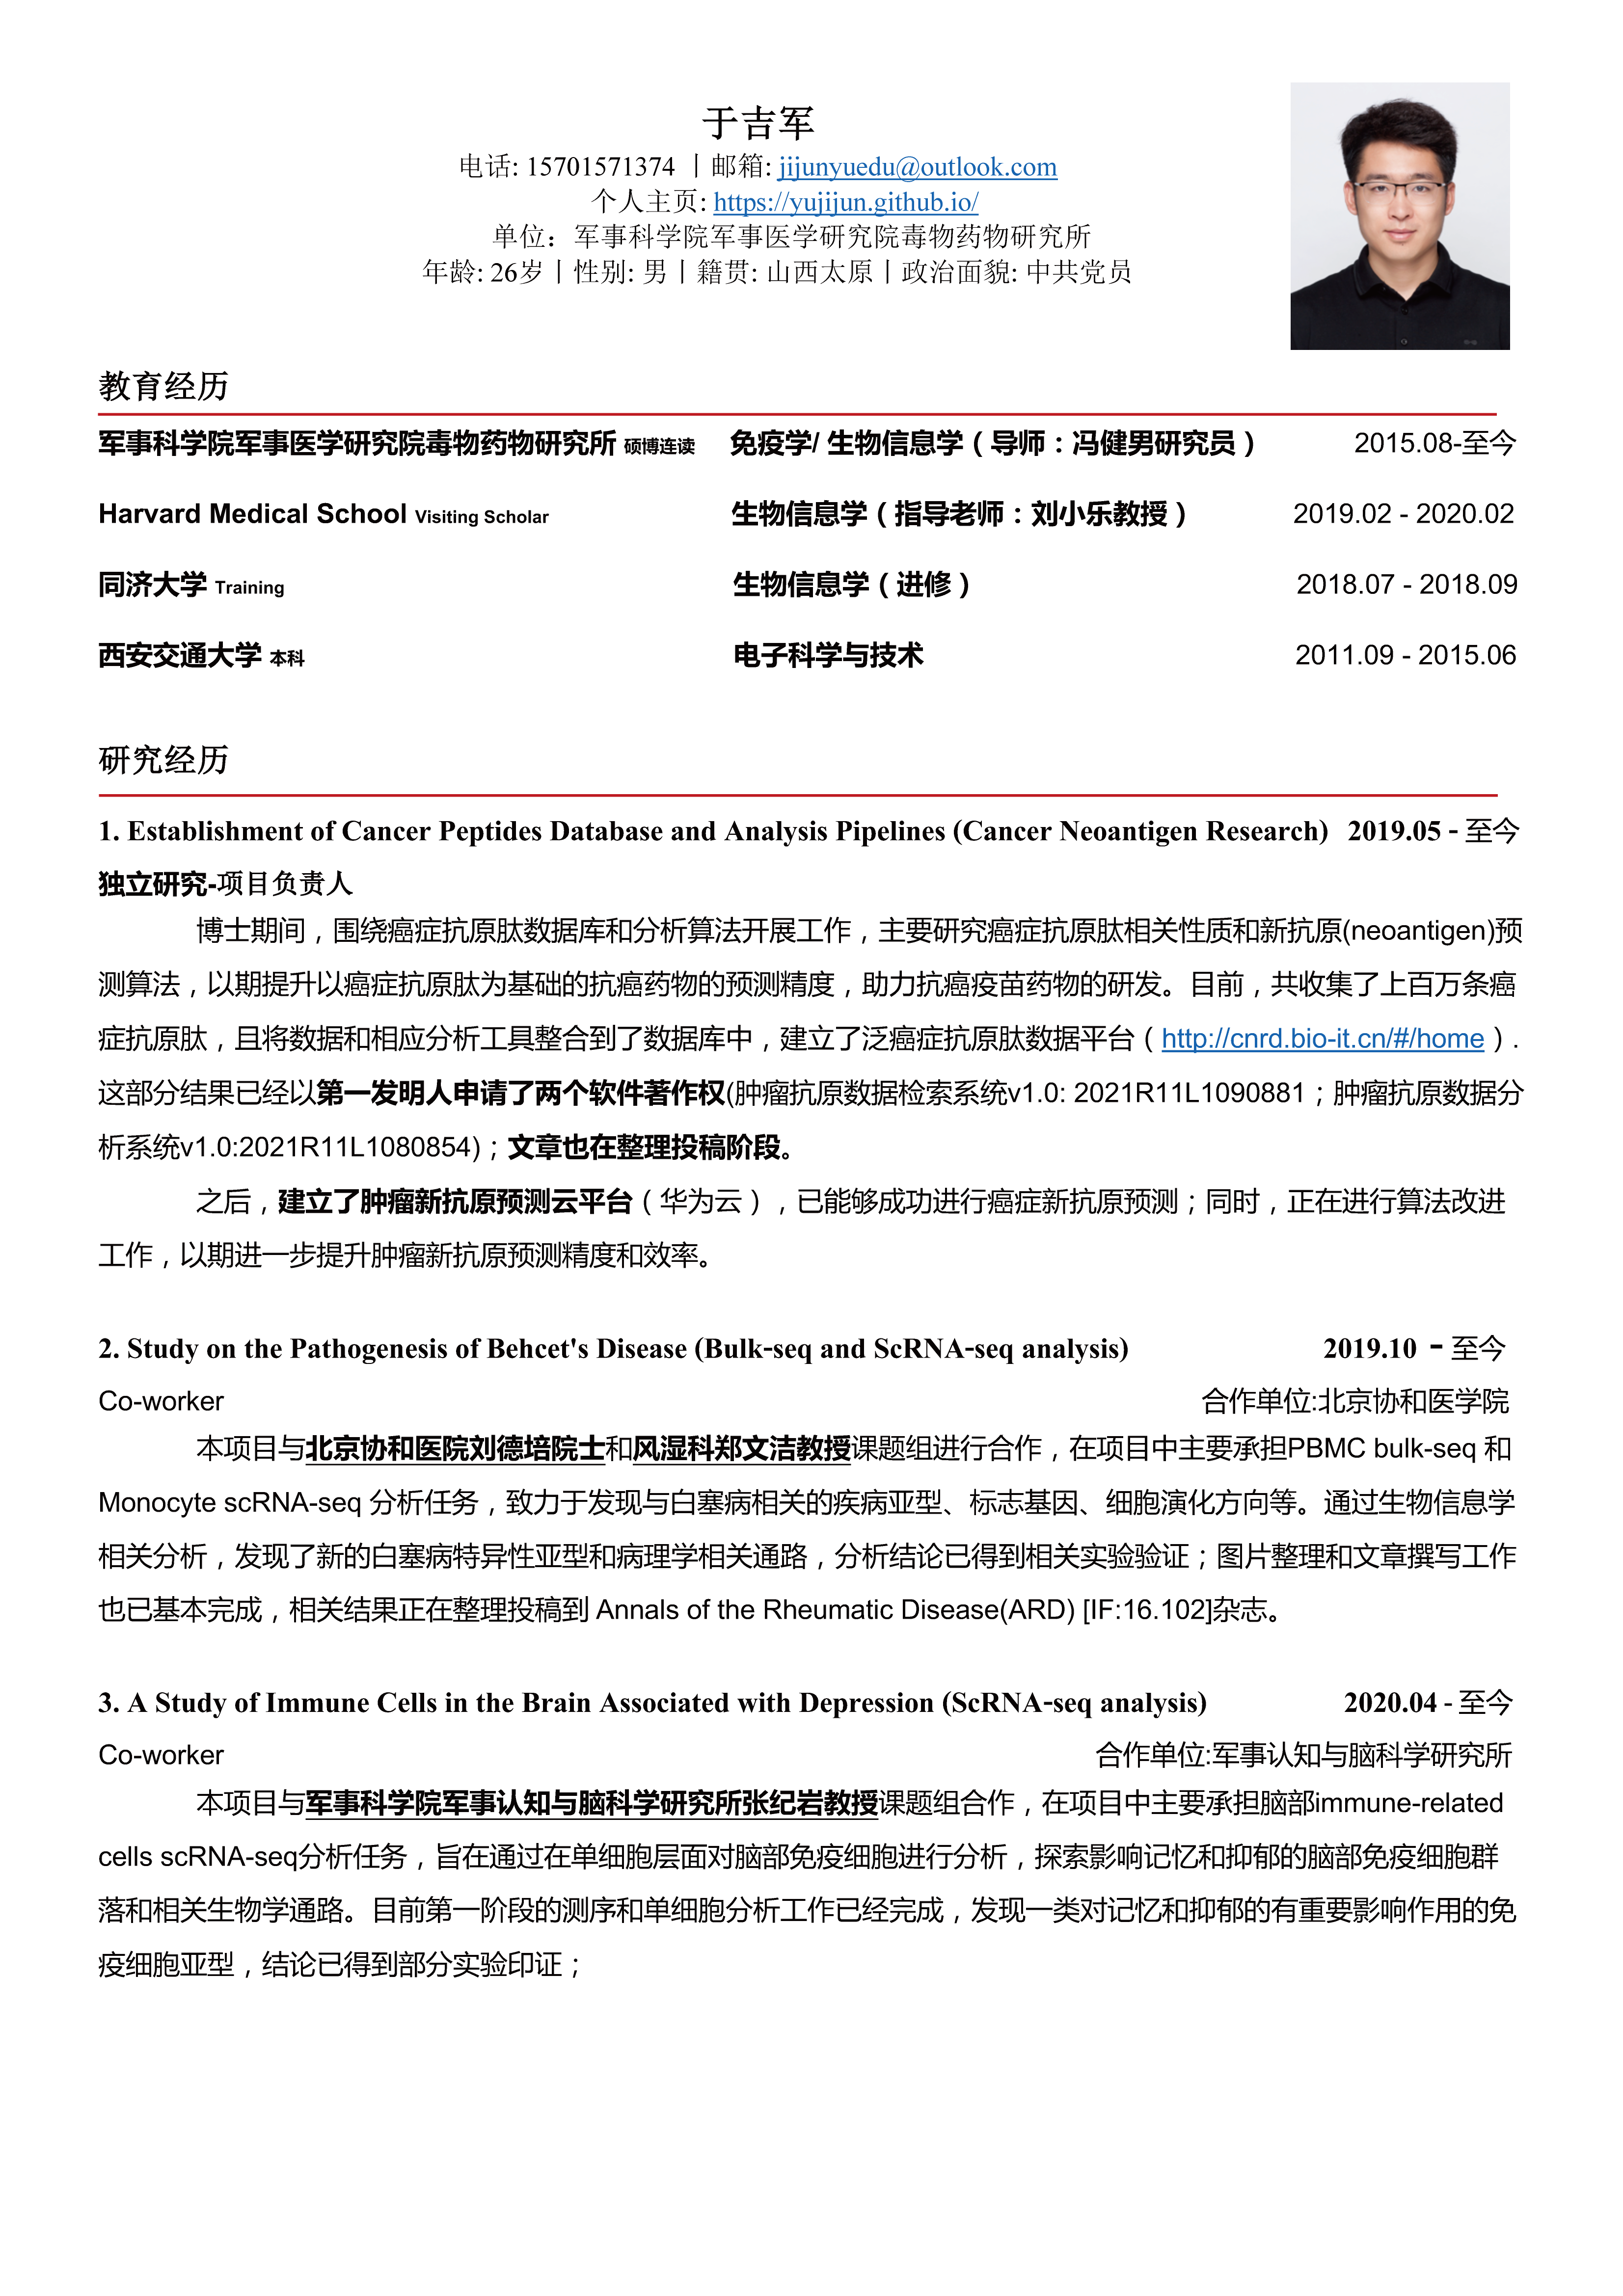 于吉军
电话: 15701571374 丨邮箱: jijunyuedu@outlook.com
个人主页: https://yujijun.github.io/
单位：军事科学院军事医学研究院毒物药物研究所
年龄: 26岁丨性别: 男丨籍贯: 山西太原丨政治面貌: 中共党员
教育经历
军事科学院军事医学研究院毒物药物研究所 硕博连读 免疫学/ 生物信息学（导师：冯健男研究员） 2015.08-至今
Harvard Medical School Visiting Scholar 生物信息学（指导老师：刘小乐教授） 2019.02 - 2020.02
同济大学 Training 生物信息学（进修） 2018.07 - 2018.09
西安交通大学 本科 电子科学与技术 2011.09 - 2015.06
研究经历
1. Establishment of Cancer Peptides Database and Analysis Pipelines (Cancer Neoantigen Research) 2019.05 - 至今
独立研究-项目负责人
博士期间，围绕癌症抗原肽数据库和分析算法开展工作，主要研究癌症抗原肽相关性质和新抗原(neoantigen)预
测算法，以期提升以癌症抗原肽为基础的抗癌药物的预测精度，助力抗癌疫苗药物的研发。目前，共收集了上百万条癌
症抗原肽，且将数据和相应分析工具整合到了数据库中，建立了泛癌症抗原肽数据平台（http://cnrd.bio-it.cn/#/home）.
这部分结果已经以第一发明人申请了两个软件著作权(肿瘤抗原数据检索系统v1.0: 2021R11L1090881；肿瘤抗原数据分
析系统v1.0:2021R11L1080854)；文章也在整理投稿阶段。
之后，建立了肿瘤新抗原预测云平台（华为云），已能够成功进行癌症新抗原预测；同时，正在进行算法改进
工作，以期进一步提升肿瘤新抗原预测精度和效率。
2. Study on the Pathogenesis of Behcet's Disease (Bulk-seq and ScRNA-seq analysis) 2019.10 - 至今
Co-worker 合作单位:北京协和医学院
本项目与北京协和医院刘德培院士和风湿科郑文洁教授课题组进行合作，在项目中主要承担PBMC bulk-seq 和
Monocyte scRNA-seq 分析任务，致力于发现与白塞病相关的疾病亚型、标志基因、细胞演化方向等。通过生物信息学
相关分析，发现了新的白塞病特异性亚型和病理学相关通路，分析结论已得到相关实验验证；图片整理和文章撰写工作
也已基本完成，相关结果正在整理投稿到 Annals of the Rheumatic Disease(ARD) [IF:16.102]杂志。
3. A Study of Immune Cells in the Brain Associated with Depression (ScRNA-seq analysis) 2020.04 - 至今
Co-worker 合作单位:军事认知与脑科学研究所
本项目与军事科学院军事认知与脑科学研究所张纪岩教授课题组合作，在项目中主要承担脑部immune-related
cells scRNA-seq分析任务，旨在通过在单细胞层面对脑部免疫细胞进行分析，探索影响记忆和抑郁的脑部免疫细胞群
落和相关生物学通路。目前第一阶段的测序和单细胞分析工作已经完成，发现一类对记忆和抑郁的有重要影响作用的免
疫细胞亚型，结论已得到部分实验印证；